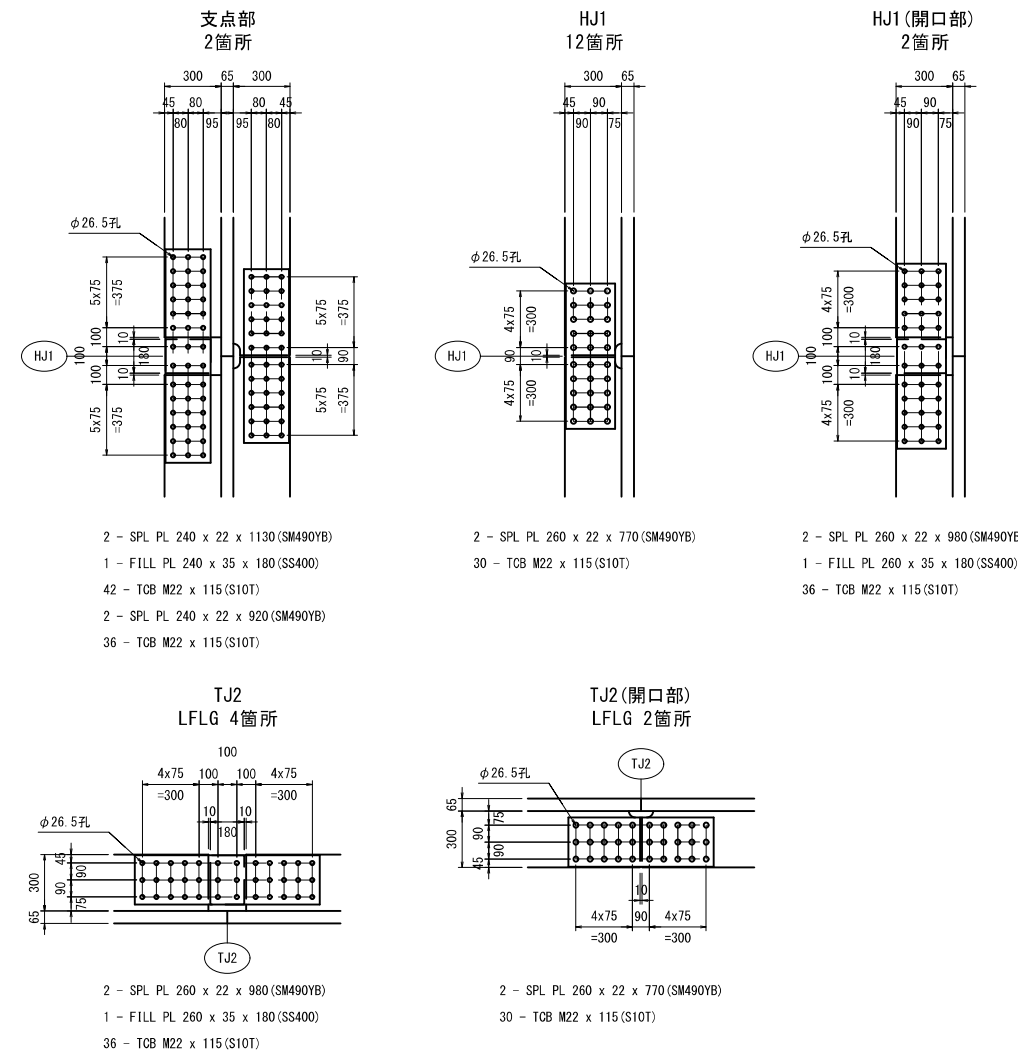 支点部
2箇所
300 65 300
45 80 80 45
80 95 95 80
φ26.5孔
5x75
=375
100
10
100
180
100
10
5x75
=375
HJ1
5x75
=375
10
90
5x75
=375
2 - SPL PL 240 x 22 x 1130(SM490YB)
1 - FILL PL 240 x 35 x 180(SS400)
42 - TCB M22 x 115(S10T)
2 - SPL PL 240 x 22 x 920(SM490YB)
36 - TCB M22 x 115(S10T)
HJ1
12箇所
300 65
45 90
90 75
φ26.5孔
4x75
=300
90
10
4x75
=300
HJ1
2 - SPL PL 260 x 22 x 770(SM490YB)
30 - TCB M22 x 115(S10T)
HJ1(開口部)
2箇所
300 65
45 90
90 75
φ26.5孔
4x75
=300
100
10
100
180
100
10
4x75
=300
HJ1
2 - SPL PL 260 x 22 x 980(SM490YB
1 - FILL PL 260 x 35 x 180(SS400)
36 - TCB M22 x 115(S10T)
TJ2
LFLG 4箇所
100
4x75 100 100 4x75
=300 =300
10 10
180
φ26.5孔
300
65
45
90
90
75
TJ2
2 - SPL PL 260 x 22 x 980(SM490YB)
1 - FILL PL 260 x 35 x 180(SS400)
36 - TCB M22 x 115(S10T)
TJ2(開口部)
LFLG 2箇所
TJ2
φ26.5孔
65
300
75
90
90
45
10
4x75 90 4x75
=300 =300
2 - SPL PL 260 x 22 x 770(SM490YB)
30 - TCB M22 x 115(S10T)